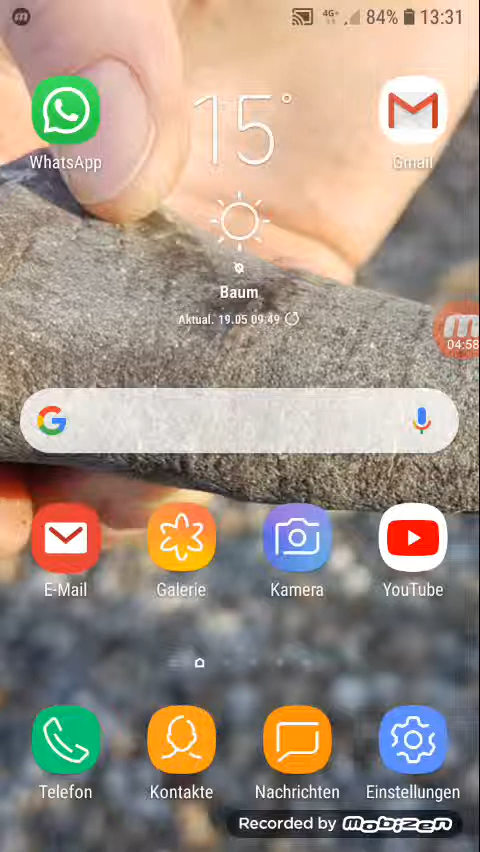 4G+ 84% 13:31
WhatsApp
15°
Gmail
Baum
Aktual. 19.05 09:49
04:58
E-Mail
Galerie
Kamera
YouTube
Telefon
Kontakte
Nachrichten
Einstellungen
Recorded by mobizen